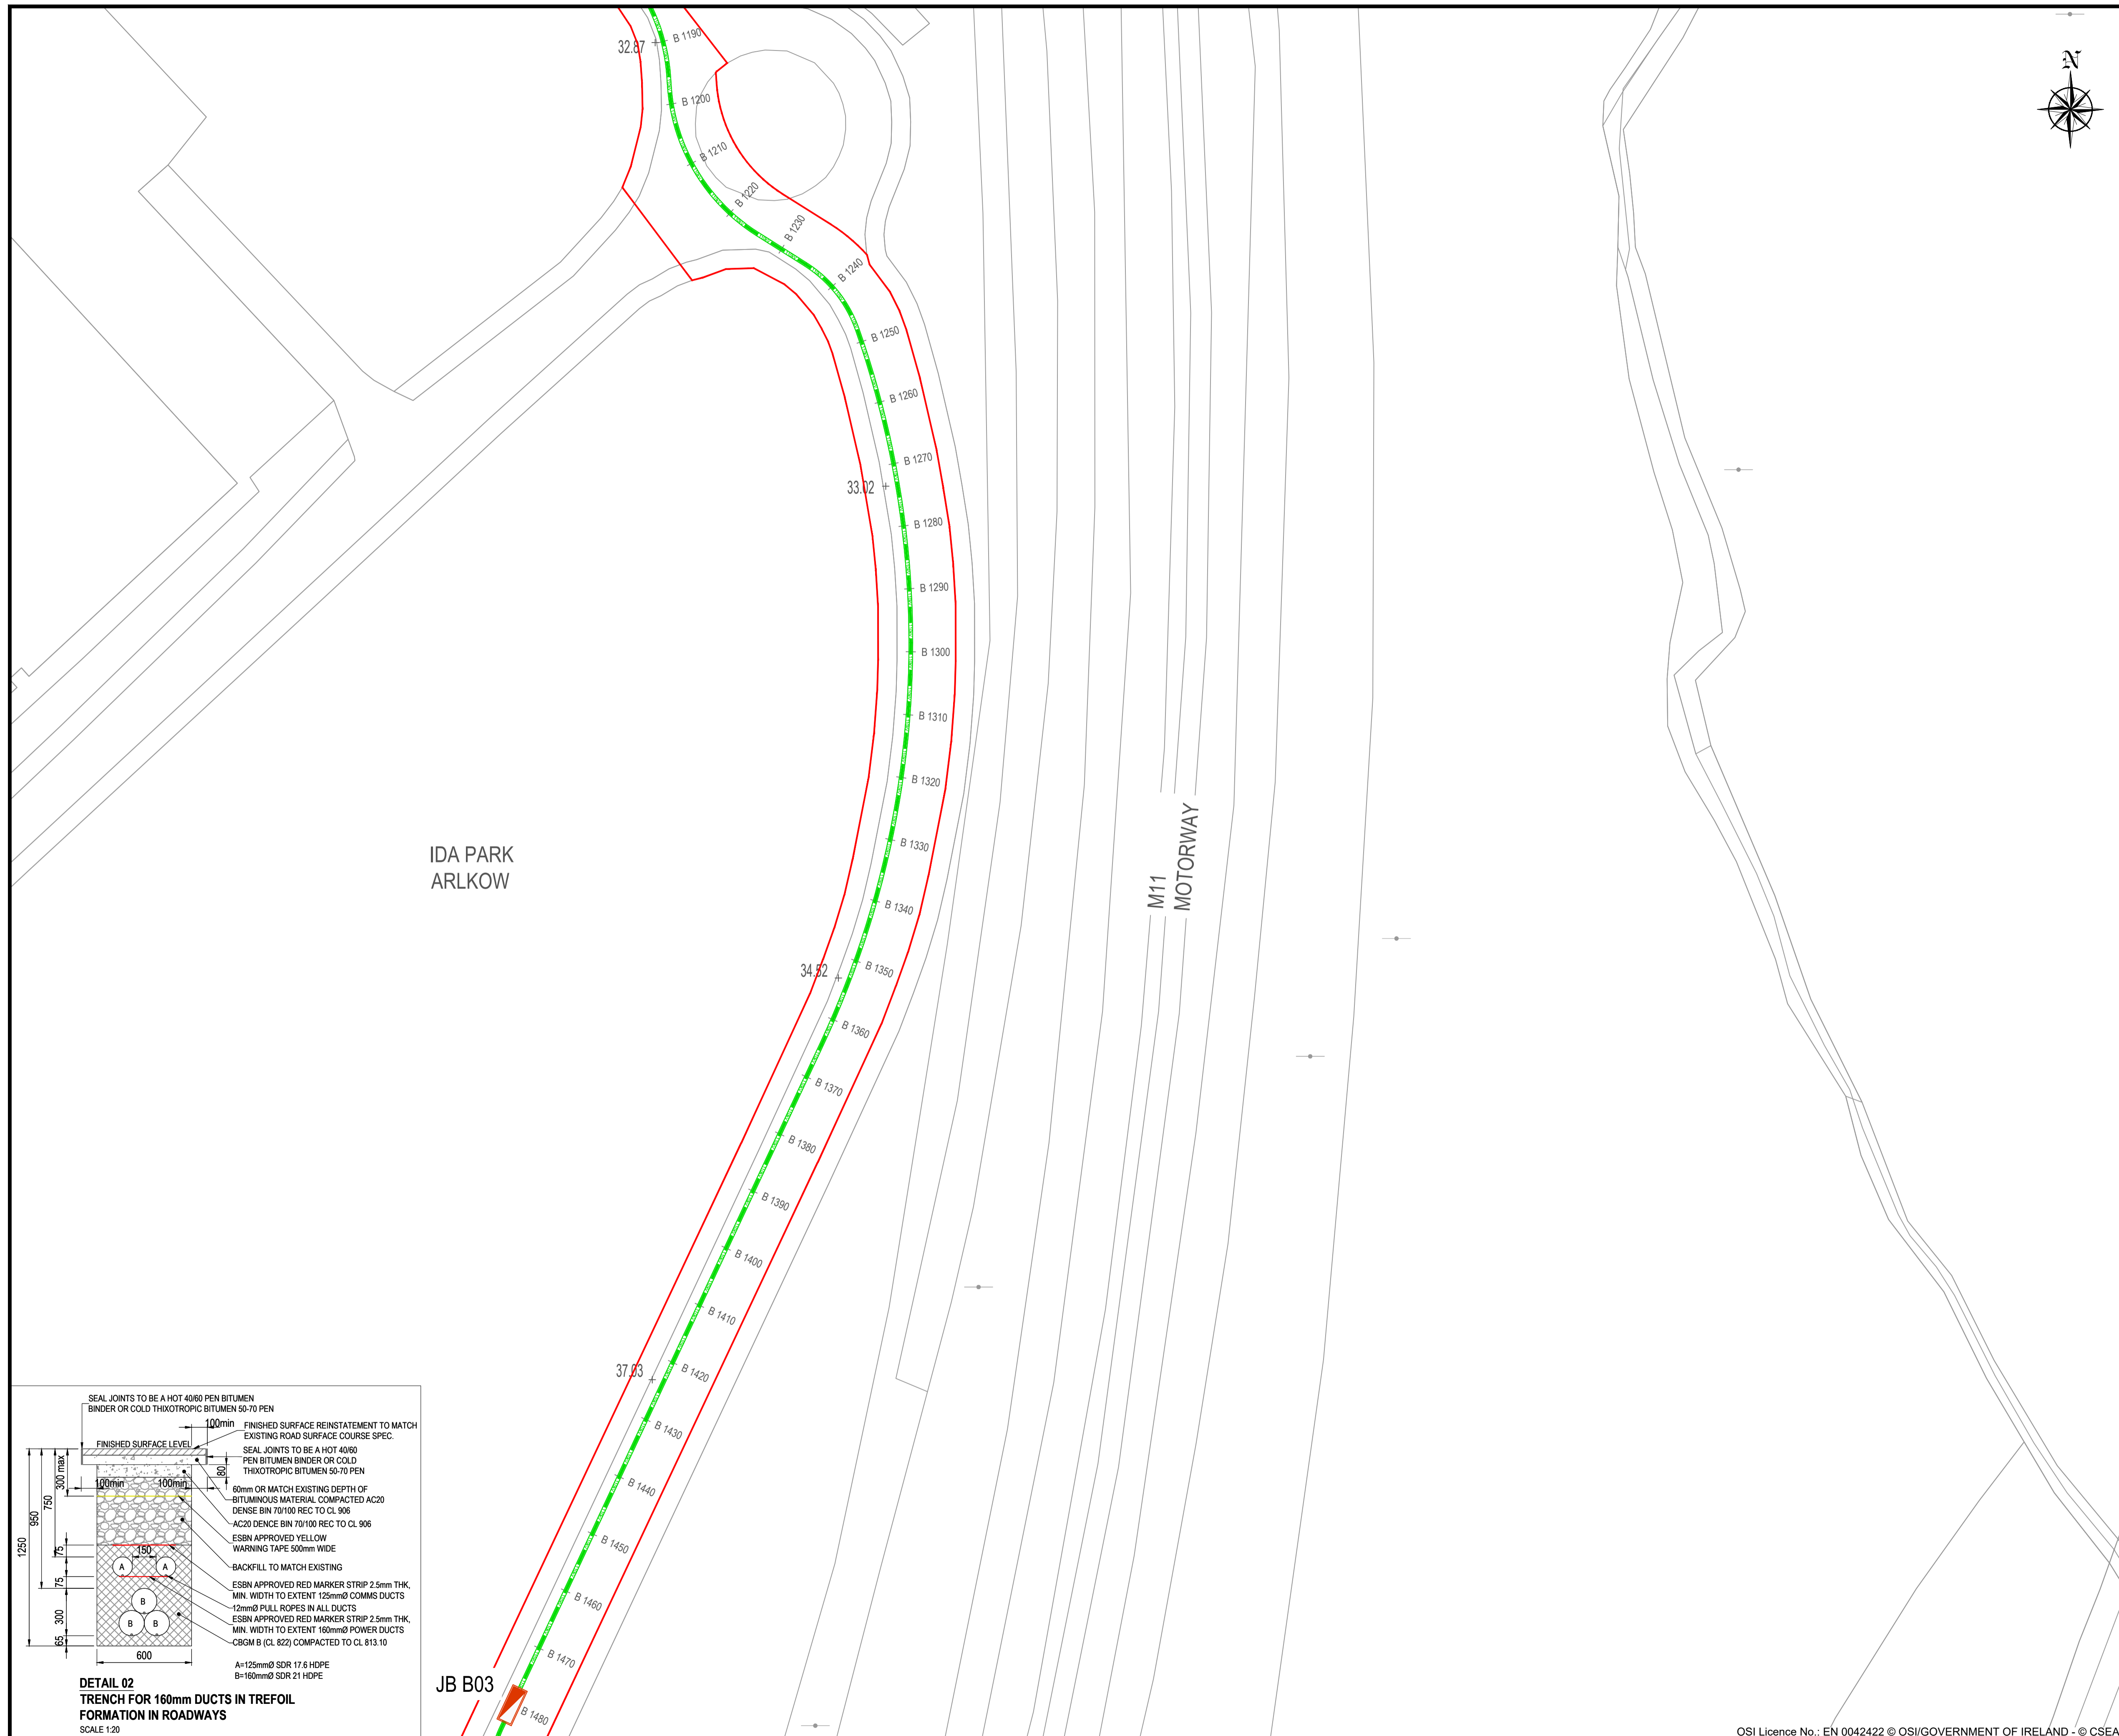 N
32.87
B 1190
B 1200
B 1210
B 1220
B 1230
B 1240
B 1250
B 1260
B 1270
33.02
B 1280
B 1290
B 1300
B 1310
B 1320
B 1330
IDA PARK
ARLKOW
M11
MOTORWAY
B 1340
B 1350
34.52
B 1360
B 1370
B 1380
B 1390
B 1400
B 1410
37.03
B 1420
B 1430
B 1440
B 1450
B 1460
B 1470
JB B03
B 1480
SEAL JOINTS TO BE A HOT 40/60 PEN BITUMEN
BINDER OR COLD THIXOTROPIC BITUMEN 50-70 PEN
100min
FINISHED SURFACE REINSTATEMENT TO MATCH
EXISTING ROAD SURFACE COURSE SPEC.
FINISHED SURFACE LEVEL
SEAL JOINTS TO BE A HOT 40/60
PEN BITUMEN BINDER OR COLD
THIXOTROPIC BITUMEN 50-70 PEN
300 max
80
100min
100min
60mm OR MATCH EXISTING DEPTH OF
BITUMINOUS MATERIAL COMPACTED AC20
DENSE BIN 70/100 REC TO CL 906
AC20 DENCE BIN 70/100 REC TO CL 906
ESBN APPROVED YELLOW
WARNING TAPE 500mm WIDE
750
950
1250
75
150
BACKFILL TO MATCH EXISTING
A
A
75
ESBN APPROVED RED MARKER STRIP 2.5mm THK,
MIN. WIDTH TO EXTENT 125mmØ COMMS DUCTS
12mmØ PULL ROPES IN ALL DUCTS
B
ESBN APPROVED RED MARKER STRIP 2.5mm THK,
MIN. WIDTH TO EXTENT 160mmØ POWER DUCTS
300
B
B
CBGM B (CL 822) COMPACTED TO CL 813.10
65
600
A=125mmØ SDR 17.6 HDPE
B=160mmØ SDR 21 HDPE
DETAIL 02
TRENCH FOR 160mm DUCTS IN TREFOIL
FORMATION IN ROADWAYS
SCALE 1:20
OSI Licence No.: EN 0042422 © OSI/GOVERNMENT OF IRELAND - © CSEA